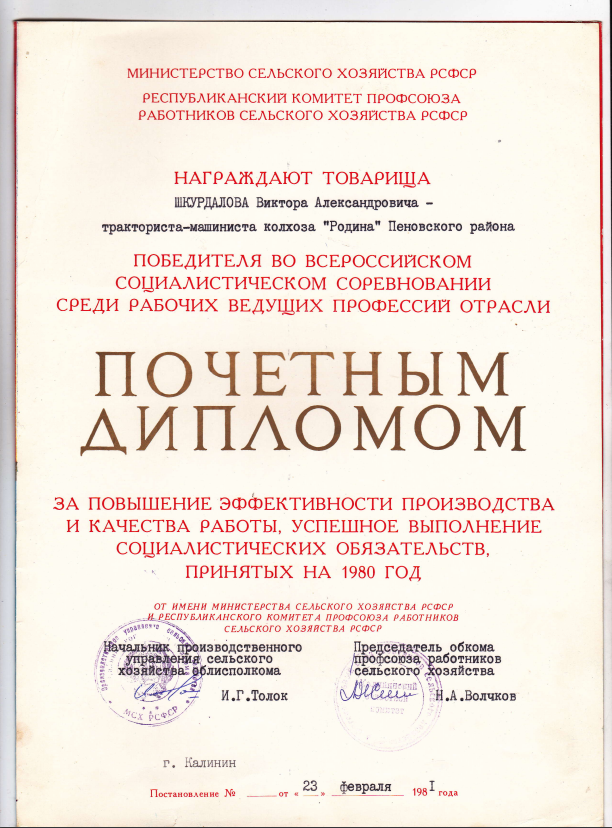 МИНИСТЕРСТВО СЕЛЬСКОГО ХОЗЯЙСТВА РСФСР
РЕСПУБЛИКАНСКИЙ КОМИТЕТ ПРОФСОЮЗА
РАБОТНИКОВ СЕЛЬСКОГО ХОЗЯЙСТВА РСФСР
НАГРАЖДАЮТ ТОВАРИЩА
ШКУРДАЛОВА Виктора Александровича –
тракториста-машиниста колхоза "Родина" Пеновского района
ПОБЕДИТЕЛЯ ВО ВСЕРОССИЙСКОМ
СОЦИАЛИСТИЧЕСКОМ СОРЕВНОВАНИИ
СРЕДИ РАБОЧИХ ВЕДУЩИХ ПРОФЕССИЙ ОТРАСЛИ
ПОЧЕТНЫМ
ДИПЛОМОМ
ЗА ПОВЫШЕНИЕ ЭФФЕКТИВНОСТИ ПРОИЗВОДСТВА
И КАЧЕСТВА РАБОТЫ, УСПЕШНОЕ ВЫПОЛНЕНИЕ
СОЦИАЛИСТИЧЕСКИХ ОБЯЗАТЕЛЬСТВ,
ПРИНЯТЫХ НА 1980 ГОД
ОТ ИМЕНИ МИНИСТЕРСТВА СЕЛЬСКОГО ХОЗЯЙСТВА РСФСР
И РЕСПУБЛИКАНСКОГО КОМИТЕТА ПРОФСОЮЗА РАБОТНИКОВ
СЕЛЬСКОГО ХОЗЯЙСТВА РСФСР
Начальник производственного
управления сельского
хозяйства облисполкома
И.Г.Толок
МСХ РСФСР
Председатель обкома
профсоюза работников
сельского хозяйства
Н.А.Волчков
г. Калинин
Постановление № от « 23 » февраля 1981 года